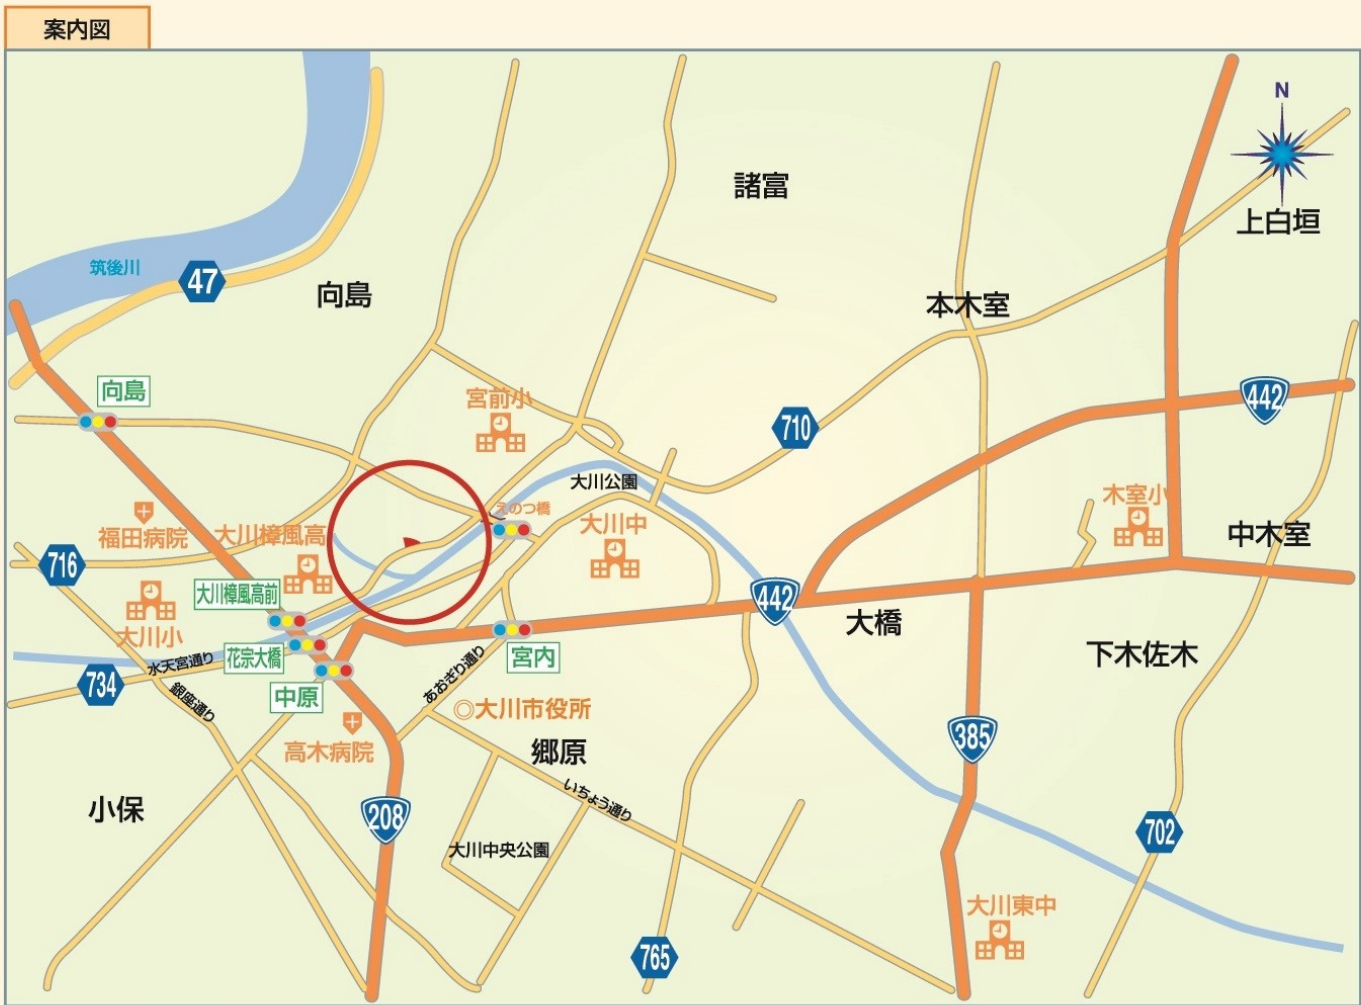 案内図
N
諸富
上白垣
筑後川
47
向島
本木室
向島
宮前小
442
710
大川公園
えのつ橋
木室小
福田病院
大川樟風高
大川中
中木室
716
大川樟風高前
442
大川小
大橋
水天宮通り
花宗大橋
宮内
下木佐木
734
銀座通り
中原
あおぎり通り
◎大川市役所
385
高木病院
郷原
いちょう通り
小保
208
702
大川中央公園
大川東中
765